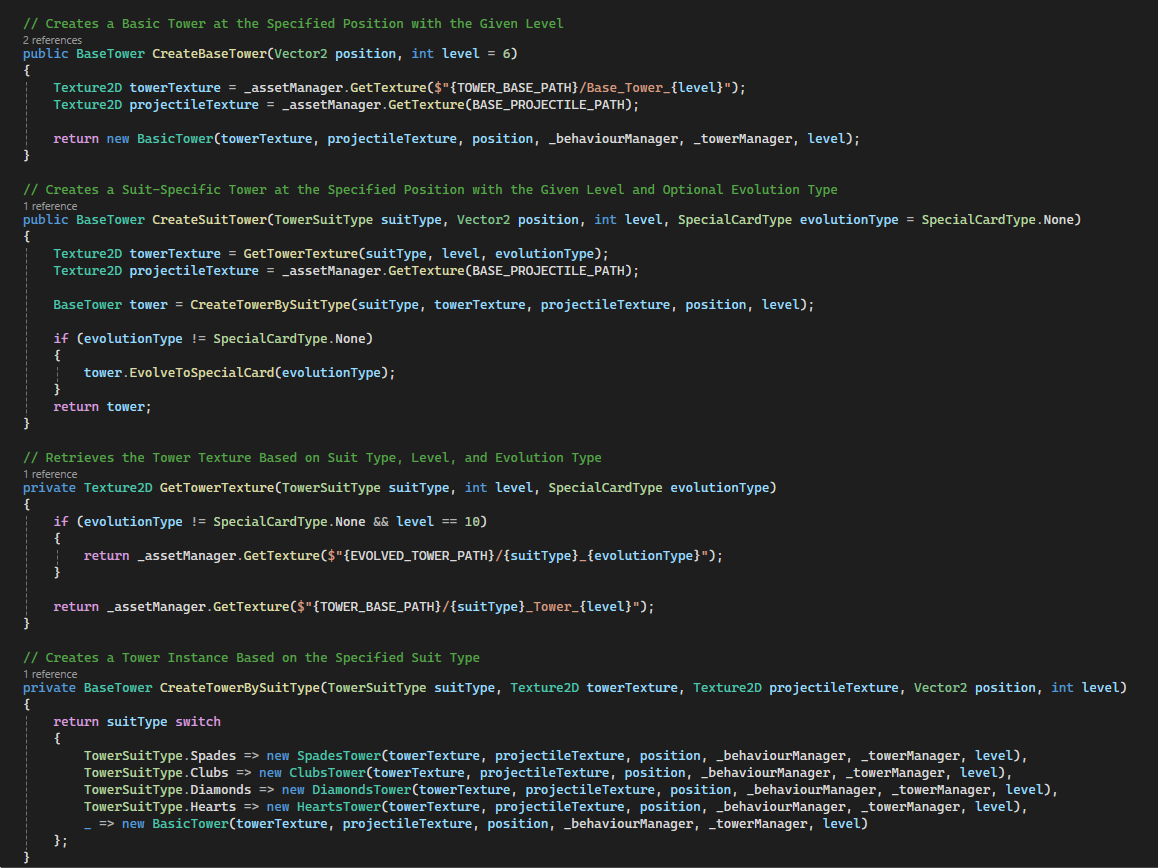 // Creates a Basic Tower at the Specified Position with the Given Level
2 references
public BaseTower CreateBaseTower(Vector2 position, int level = 6)
{
Texture2D towerTexture = _assetManager.GetTexture($"{TOWER_BASE_PATH}/Base_Tower_{level}");
Texture2D projectileTexture = _assetManager.GetTexture(BASE_PROJECTILE_PATH);
return new BasicTower(towerTexture, projectileTexture, position, _behaviourManager, _towerManager, level);
}
// Creates a Suit-Specific Tower at the Specified Position with the Given Level and Optional Evolution Type
1 reference
public BaseTower CreateSuitTower(TowerSuitType suitType, Vector2 position, int level, SpecialCardType evolutionType = SpecialCardType.None)
{
Texture2D towerTexture = GetTowerTexture(suitType, level, evolutionType);
Texture2D projectileTexture = _assetManager.GetTexture(BASE_PROJECTILE_PATH);
BaseTower tower = CreateTowerBySuitType(suitType, towerTexture, projectileTexture, position, level);
if (evolutionType != SpecialCardType.None)
{
tower.EvolveToSpecialCard(evolutionType);
}
return tower;
}
// Retrieves the Tower Texture Based on Suit Type, Level, and Evolution Type
1 reference
private Texture2D GetTowerTexture(TowerSuitType suitType, int level, SpecialCardType evolutionType)
{
if (evolutionType != SpecialCardType.None && level == 10)
{
return _assetManager.GetTexture($"{EVOLVED_TOWER_PATH}/{suitType}_{evolutionType}");
}
return _assetManager.GetTexture($"{TOWER_BASE_PATH}/{suitType}_Tower_{level}");
}
// Creates a Tower Instance Based on the Specified Suit Type
1 reference
private BaseTower CreateTowerBySuitType(TowerSuitType suitType, Texture2D towerTexture, Texture2D projectileTexture, Vector2 position, int level)
{
return suitType switch
{
TowerSuitType.Spades => new SpadesTower(towerTexture, projectileTexture, position, _behaviourManager, _towerManager, level),
TowerSuitType.Clubs => new ClubsTower(towerTexture, projectileTexture, position, _behaviourManager, _towerManager, level),
TowerSuitType.Diamonds => new DiamondsTower(towerTexture, projectileTexture, position, _behaviourManager, _towerManager, level),
TowerSuitType.Hearts => new HeartsTower(towerTexture, projectileTexture, position, _behaviourManager, _towerManager, level),
_ => new BasicTower(towerTexture, projectileTexture, position, _behaviourManager, _towerManager, level)
};
}